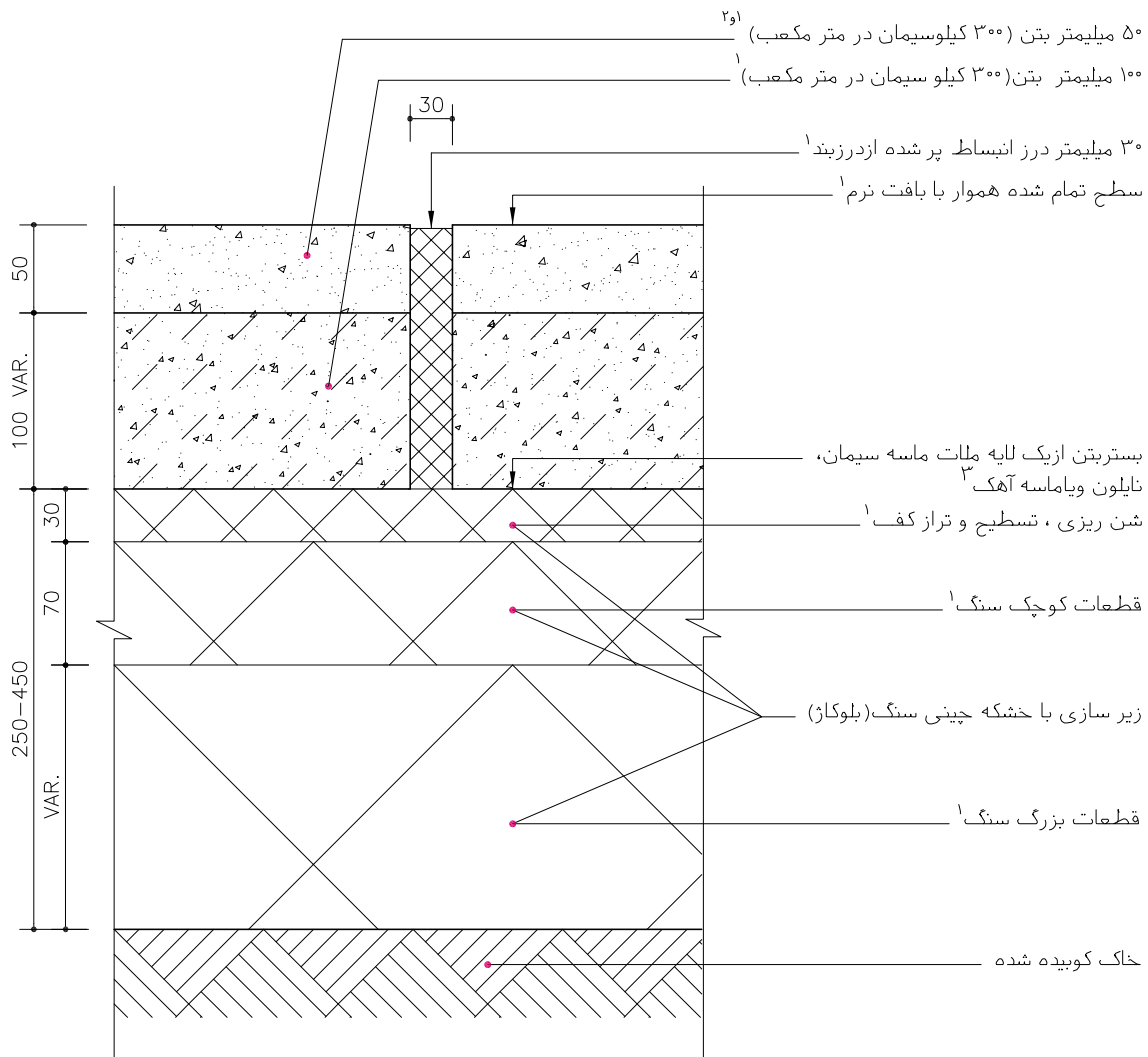 ۵۰ میلیمتر بتن (۳۰۰ کیلوسیمان در متر مکعب) ۱و۲
۱۰۰ میلیمتر بتن(۳۰۰ کیلو سیمان در متر مکعب)۱
30
۳۰ میلیمتر درز انبساط پر شده ازدرزبند۱
سطح تمام شده هموار با بافت نرم۱
50
100 VAR.
بستربتن ازیک لایه ملات ماسه سیمان،
نایلون ویاماسه آهک۳
30
شن ریزی ، تسطیح و تراز کف۱
70
قطعات کوچک سنگ۱
250-450
زیر سازی با خشکه چینی سنگ(بلوکاژ)
VAR.
قطعات بزرگ سنگ۱
خاک کوبیده شده